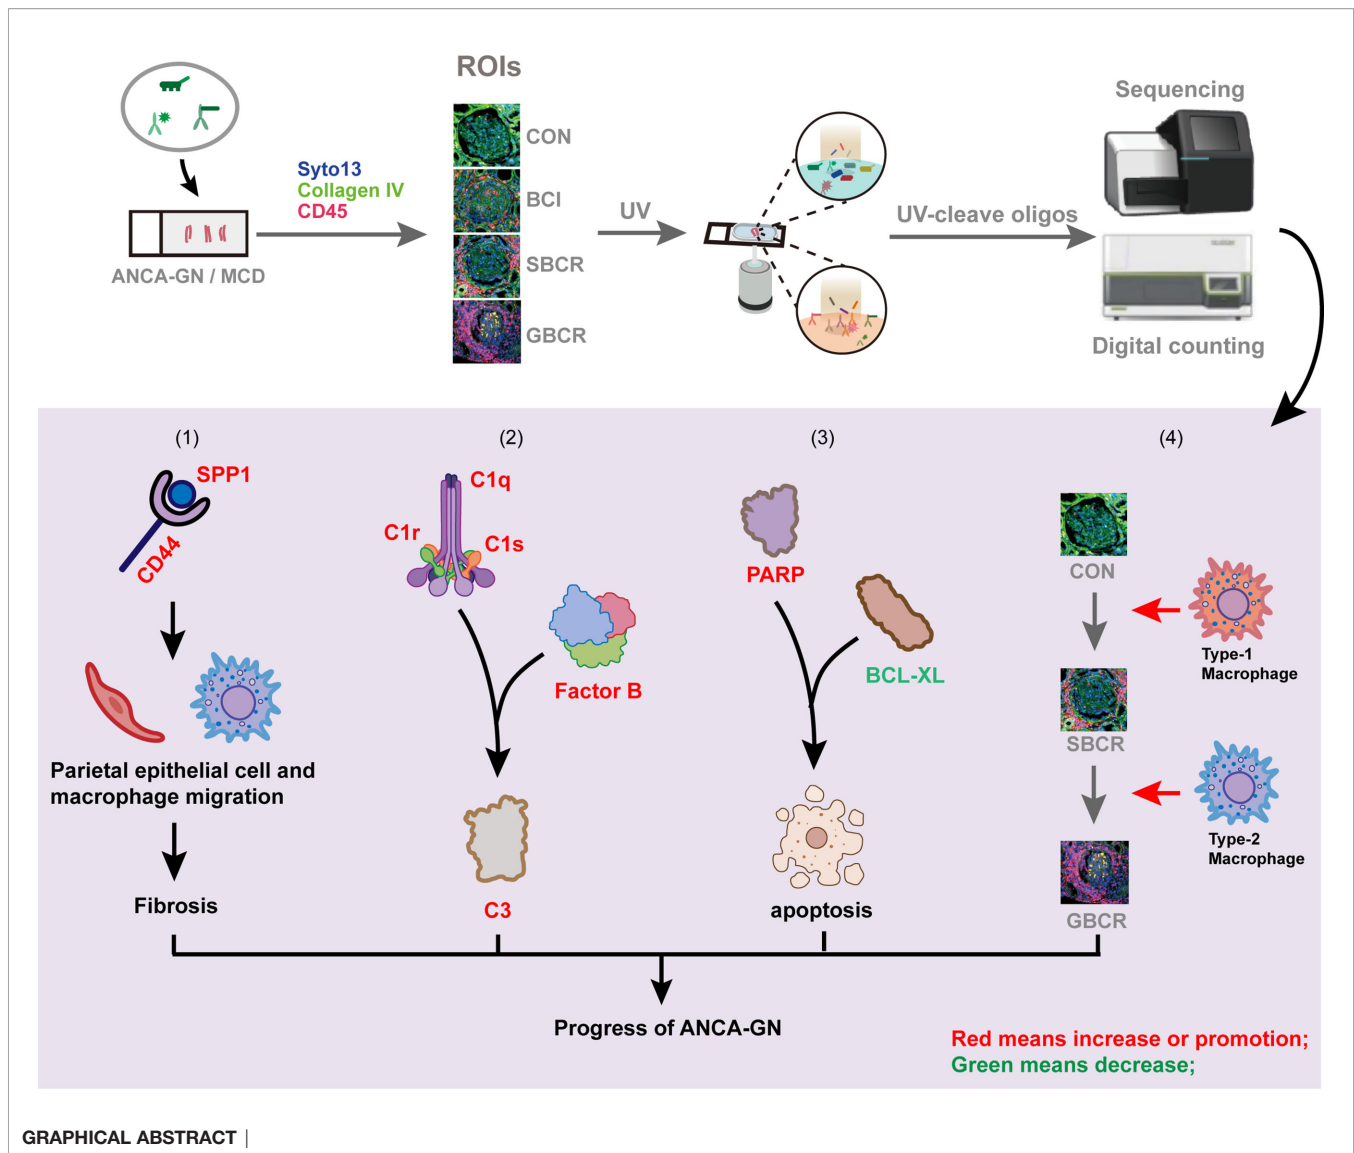 ROIs
Sequencing
CON
Syto13
Collagen IV
CD45
BCI
UV
UV-cleave oligos
ANCA-GN / MCD
SBCR
GBCR
Digital counting
(1)
(2)
(3)
(4)
SPP1
CD44
C1q
C1r
C1s
PARP
CON
Factor B
BCL-XL
Type-1
Macrophage
SBCR
Parietal epithelial cell and
macrophage migration
Type-2
Macrophage
Fibrosis
C3
apoptosis
GBCR
Progress of ANCA-GN
Red means increase or promotion;
Green means decrease;
GRAPHICAL ABSTRACT |